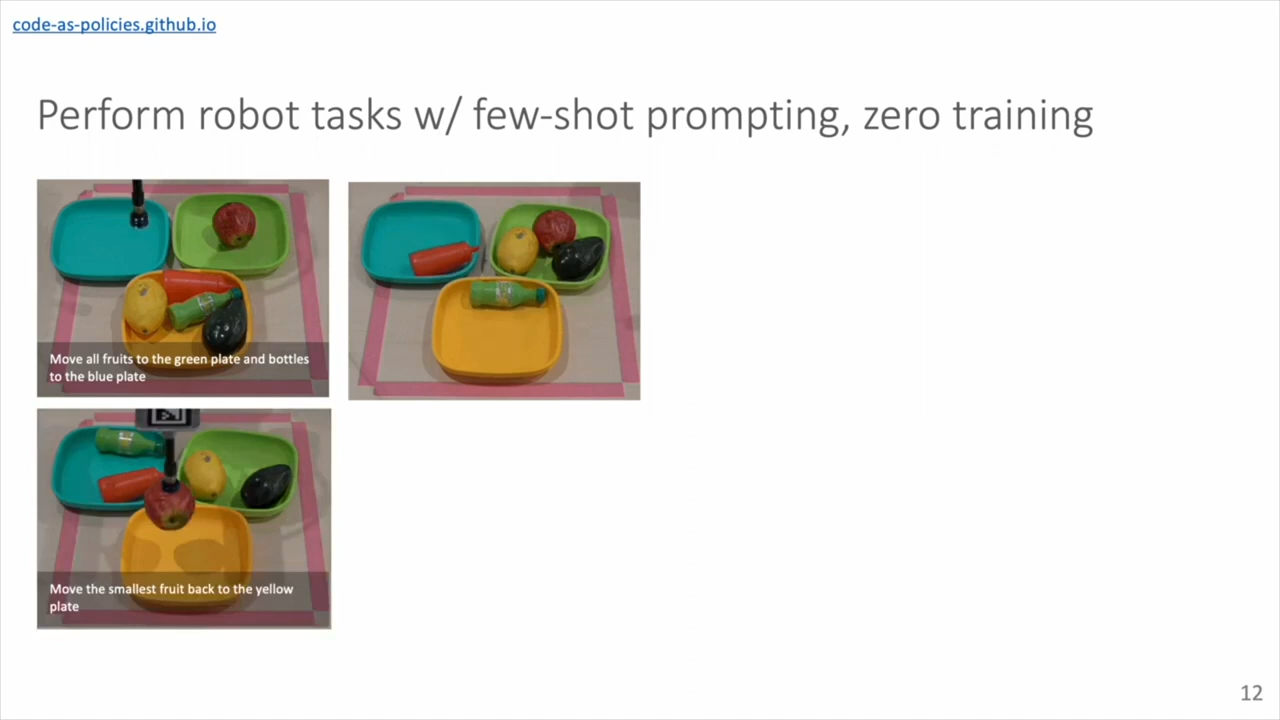 code-as-policies.github.io
Perform robot tasks w/ few-shot prompting, zero training
Move all fruits to the green plate and bottles
to the blue plate
Move the smallest fruit back to the yellow
plate
12